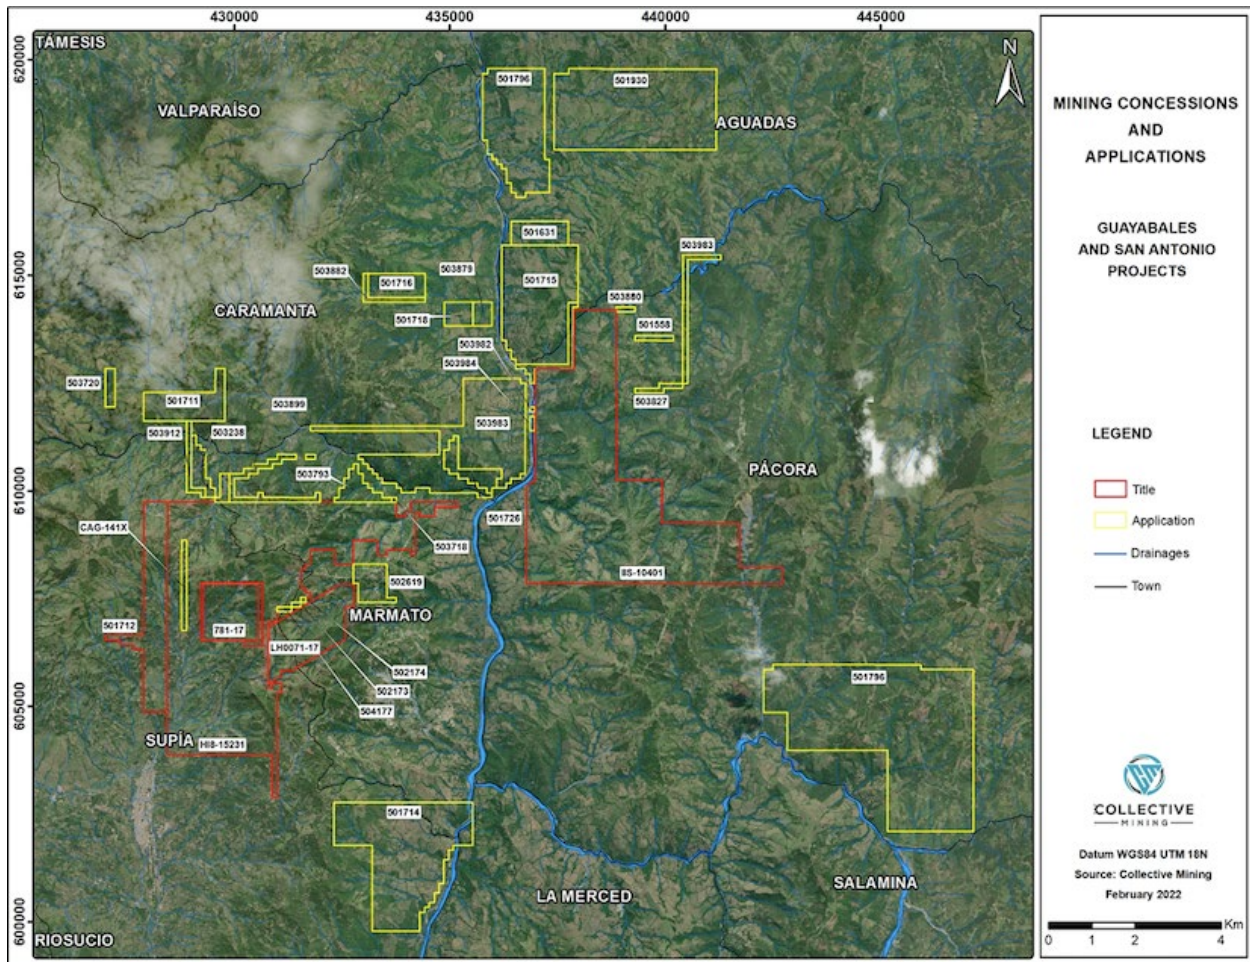 430000
435000
440000
445000
620000
615000
610000
605000
600000
TÁMESIS
VALPARAÍSO
501796
501930
AGUADAS
N
501631
503983
503882
501716
503879
501715
CARAMANTA
501718
503880
501558
503982
503984
503720
501711
503899
503827
503912
503238
503983
503793
PÁCORA
501726
CAG-141X
503718
IIS-10401
502619
MARMATO
501712
781-17
LH0071-17
502174
502173
504177
501796
SUPÍA
HI8-15231
501714
LA MERCED
SALAMINA
RIOSUCIO
MINING CONCESSIONS
AND
APPLICATIONS
GUAYABALES
AND SAN ANTONIO
PROJECTS
LEGEND
Title
Application
Drainages
Town
COLLECTIVE
MINING
Datum WGS84 UTM 18N
Source: Collective Mining
February 2022
Km
0 1 2 4